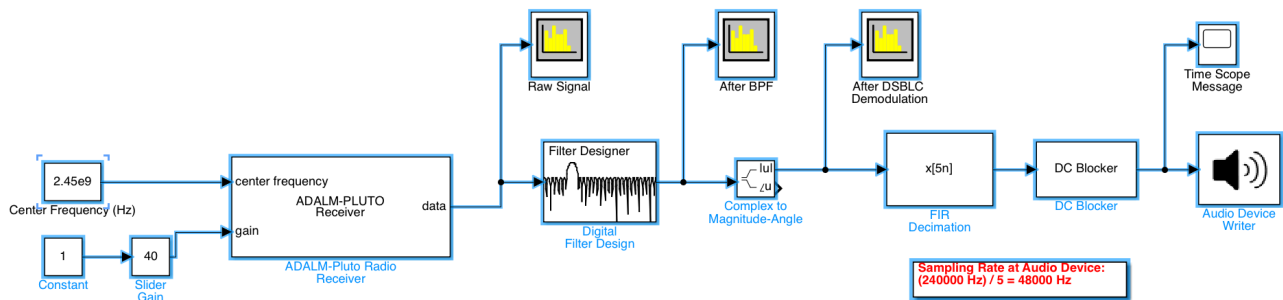 Raw Signal
After BPF
After DSBLC
Demodulation
Time Scope
Message
2.45e9
Center Frequency (Hz)
1
Constant
40
Slider
Gain
center frequency
ADALM-PLUTO
Receiver
data
gain
ADALM-Pluto Radio
Receiver
Filter Designer
Digital
Filter Design
|u|
∠u
Complex to
Magnitude-Angle
x[5n]
FIR
Decimation
DC Blocker
DC Blocker
Audio Device
Writer
Sampling Rate at Audio Device:
(240000 Hz) / 5 = 48000 Hz